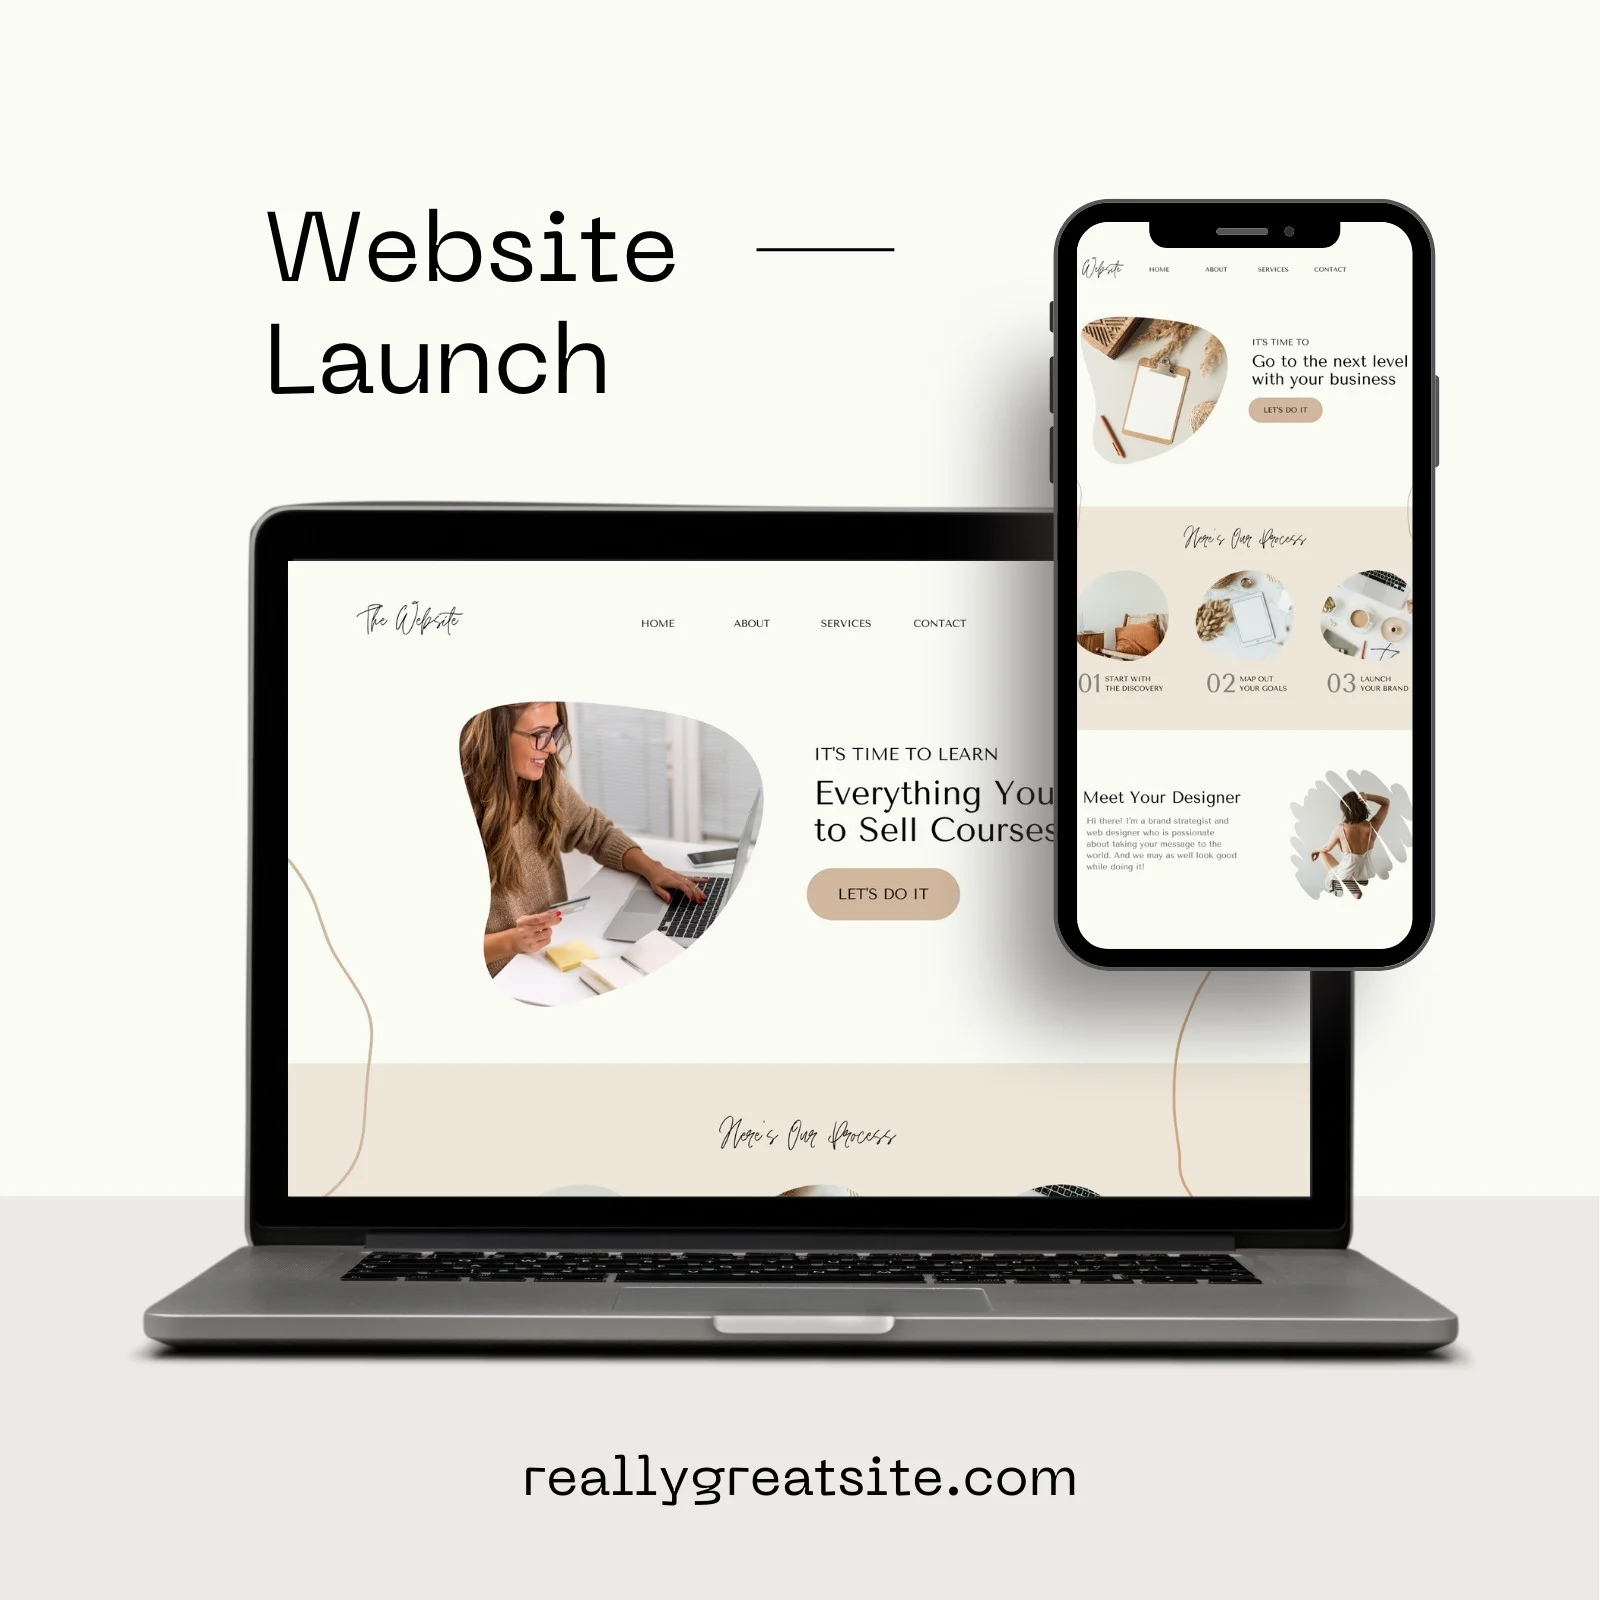 Website
Launch
The Website
HOME ABOUT SERVICES CONTACT
IT'S TIME TO LEARN
Everything You
to Sell Courses
LET'S DO IT
Here's Our Process
Website
HOME ABOUT SERVICES CONTACT
IT'S TIME TO
Go to the next level
with your business
LET'S DO IT
Here's Our Process
01 START WITH
THE DISCOVERY
02 MAP OUT
YOUR GOALS
03 LAUNCH
YOUR BRAND
Meet Your Designer
Hi there! I'm a brand strategist and
web designer who is passionate
about taking your message to the
world. And we may as well look good
while doing it!
reallygreatsite.com